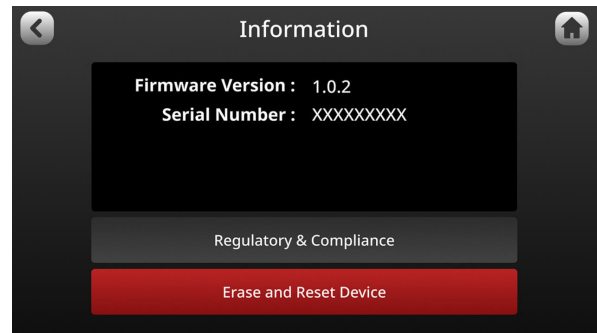 Information
Firmware Version : 1.0.2
Serial Number : XXXXXXXXX
Regulatory & Compliance
Erase and Reset Device